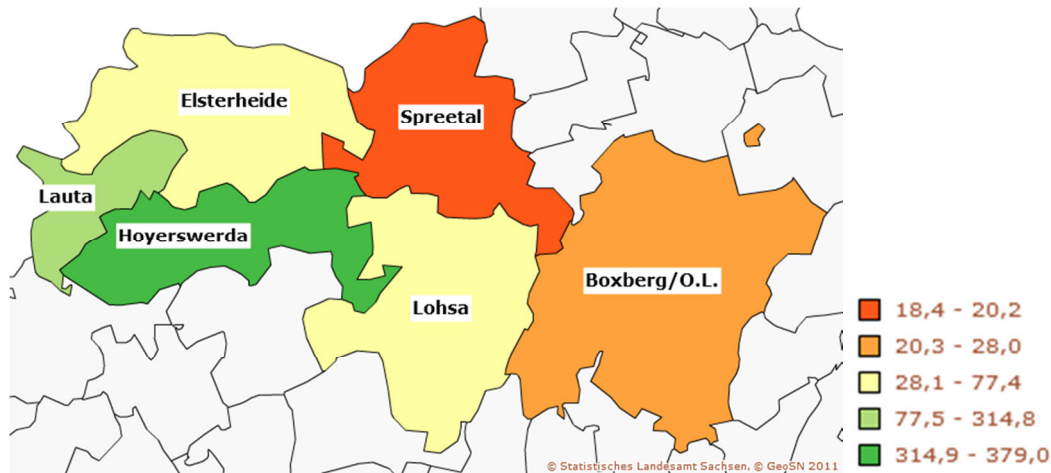 Elsterheide
Spreetal
Lauta
Hoyerswerda
Boxberg/O.L.
Lohsa
18,4 - 20,2
20,3 - 28,0
28,1 - 77,4
77,5 - 314,8
314,9 - 379,0
© Statistisches Landesamt Sachsen, © GeoSN 2011